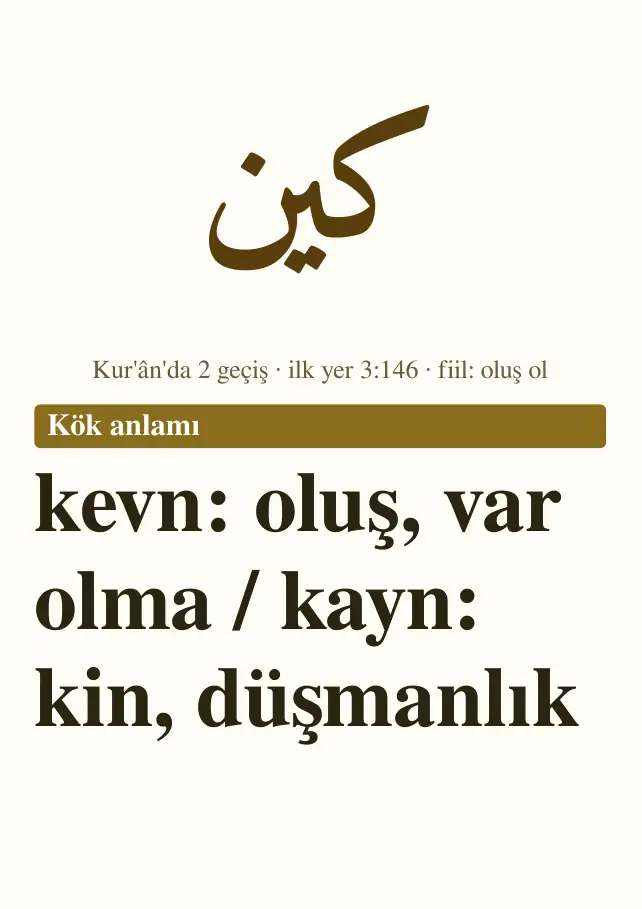 كين
Kur'ân'da 2 geçiş · ilk yer 3:146 · fiil: oluş ol
Kök anlamı
kevn: oluş, var
olma / kayn:
kin, düşmanlık